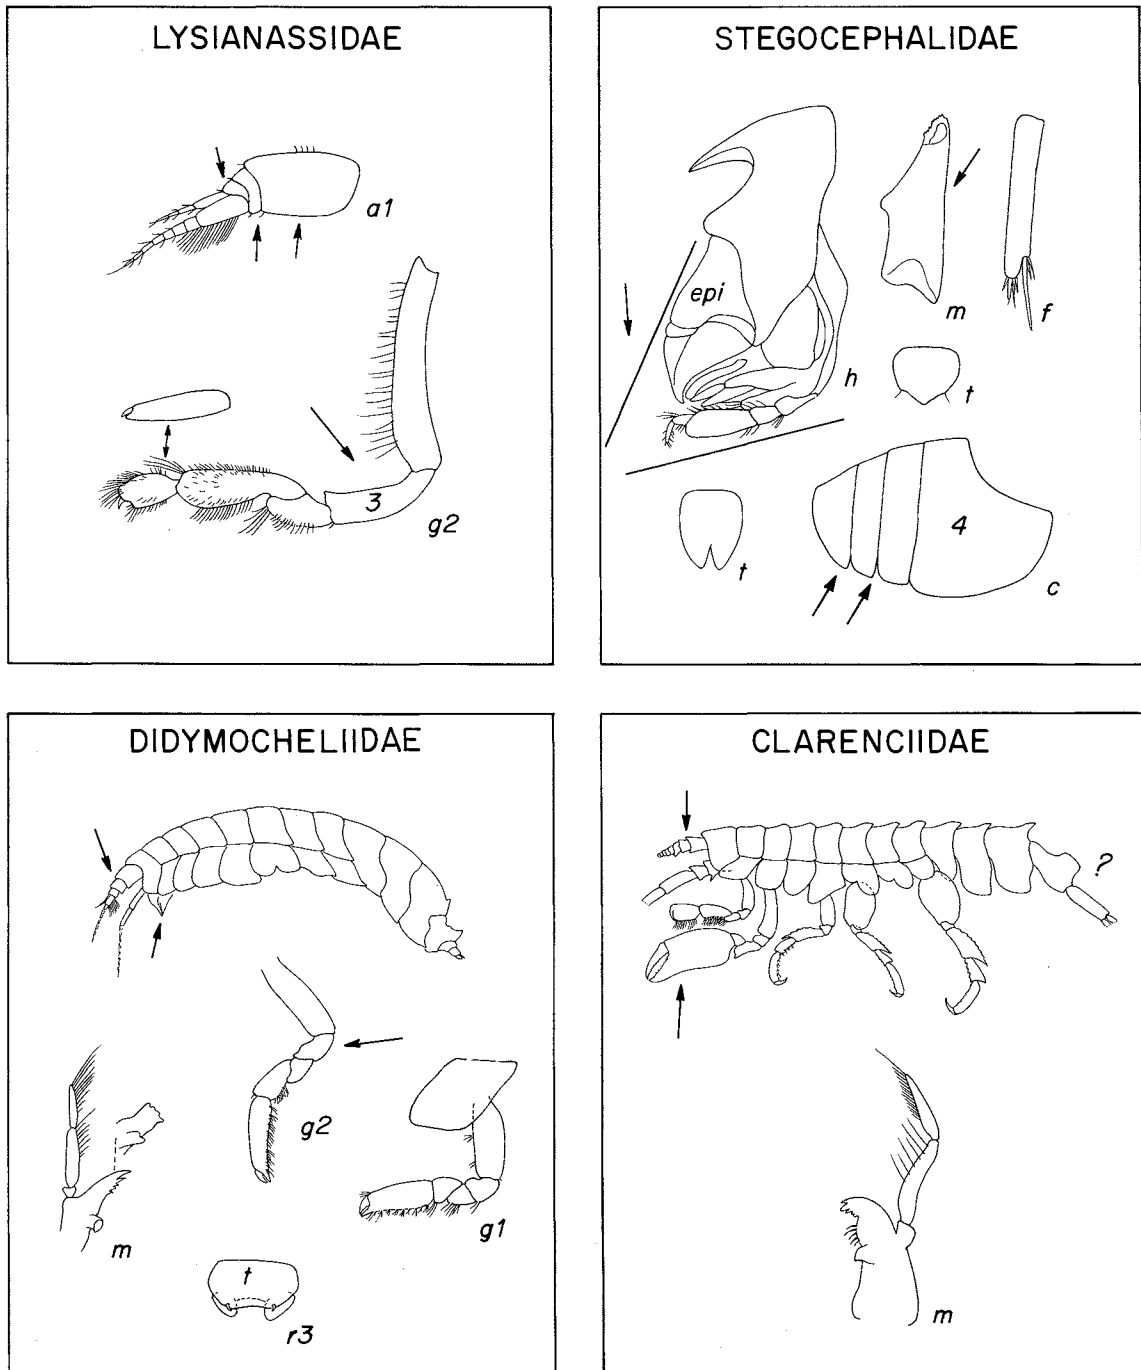 LYSIANASSIDAE
a1
3
g2
STEGOCEPHALIDAE
epi
h
m
f
t
t
4
c
DIDYMOCHELIIDAE
g2
g1
m
t
r3
CLARENCIIDAE
?
m